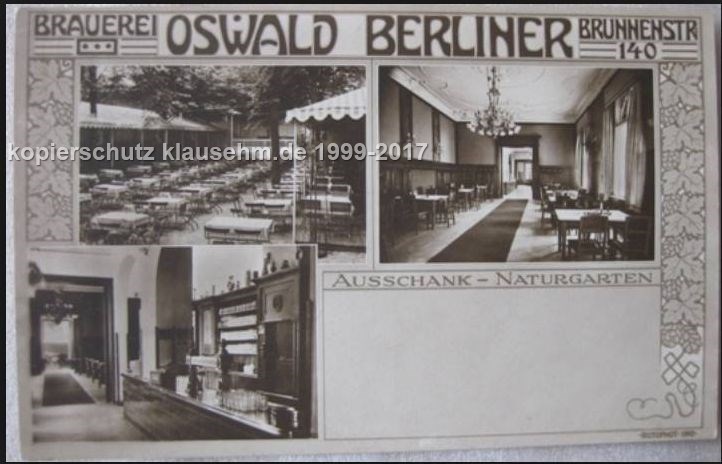 BRAUEREI OSWALD BERLINER BRUNNENSTR.
140
kopierschutz klausehm.de 1999-2017
AUSSCHANK – NATURGARTEN